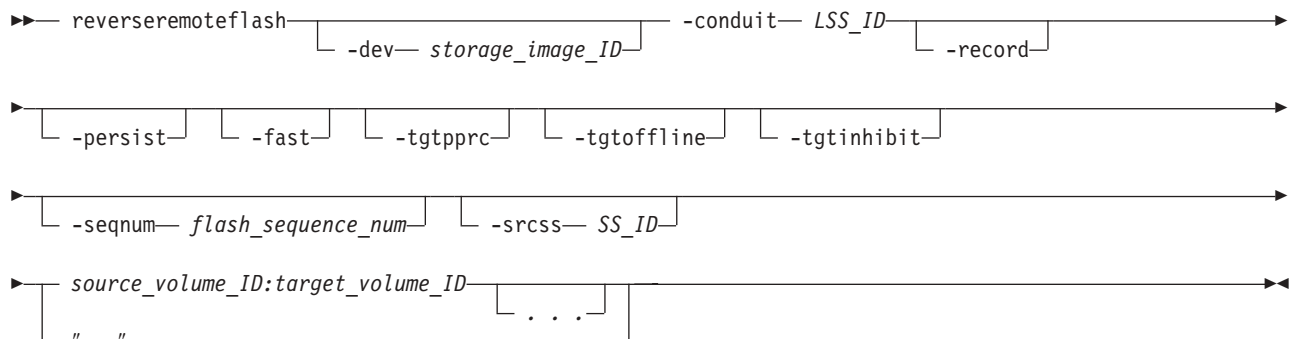 reverseremoteflash -conduit LSS_ID
-dev storage_image_ID -record
-persist -fast -tgtpprc -tgtoffline -tgtinhibit
-seqnum flash_sequence_num -srcss SS_ID
source_volume_ID:target_volume_ID
. . .
" "